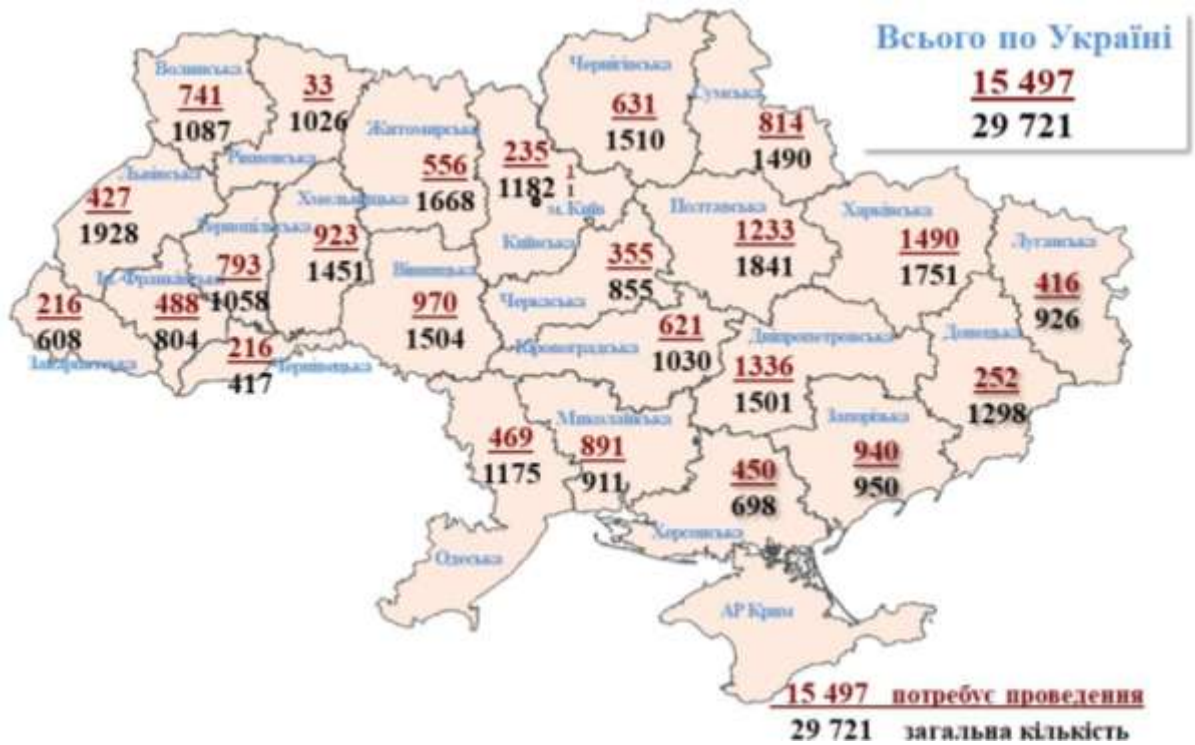 Всього по Україні
15 497
29 721
Волинська
741
1087
33
1026
Рівненська
Житомирська
556
1668
235
1182
1
1
м. Київ
Київська
Чернігівська
631
1510
Сумська
814
1490
Львівська
427
1928
Тернопільська
793
1058
Хмельницька
923
1451
Вінницька
970
1504
Черкаська
355
855
Полтавська
1233
1841
Харківська
1490
1751
Луганська
416
926
216
608
Закарпатська
Ів.-Франківська
488
804
216
417
Чернівецька
Кіровоградська
621
1030
Дніпропетровська
1336
1501
Донецька
252
1298
469
1175
Одеська
Миколаївська
891
911
450
698
Херсонська
Запорізька
940
950
АР Крим
15 497 потребує проведення
29 721 загальна кількість